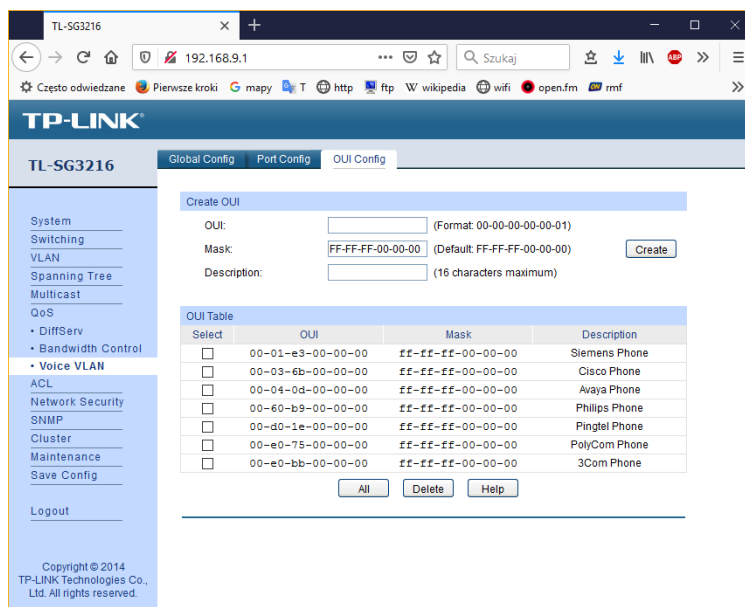 TL-SG3216
192.168.9.1
Szukaj
ABP
Często odwiedzane Pierwsze kroki G mapy T http ftp W wikipedia wifi open.fm rmf
TP-LINK®
TL-SG3216
Global Config Port Config OUI Config
System
Switching
VLAN
Spanning Tree
Multicast
QoS
• DiffServ
• Bandwidth Control
• Voice VLAN
ACL
Network Security
SNMP
Cluster
Maintenance
Save Config
Logout
Copyright © 2014
TP-LINK Technologies Co.,
Ltd. All rights reserved.
Create OUI
OUI: (Format: 00-00-00-00-00-01)
Mask: FF-FF-FF-00-00-00 (Default: FF-FF-FF-00-00-00) Create
Description: (16 characters maximum)
OUI Table
Select OUI Mask Description
00-01-e3-00-00-00 ff-ff-ff-00-00-00 Siemens Phone
00-03-6b-00-00-00 ff-ff-ff-00-00-00 Cisco Phone
00-04-0d-00-00-00 ff-ff-ff-00-00-00 Avaya Phone
00-60-b9-00-00-00 ff-ff-ff-00-00-00 Philips Phone
00-d0-1e-00-00-00 ff-ff-ff-00-00-00 Pingtel Phone
00-e0-75-00-00-00 ff-ff-ff-00-00-00 PolyCom Phone
00-e0-bb-00-00-00 ff-ff-ff-00-00-00 3Com Phone
All Delete Help